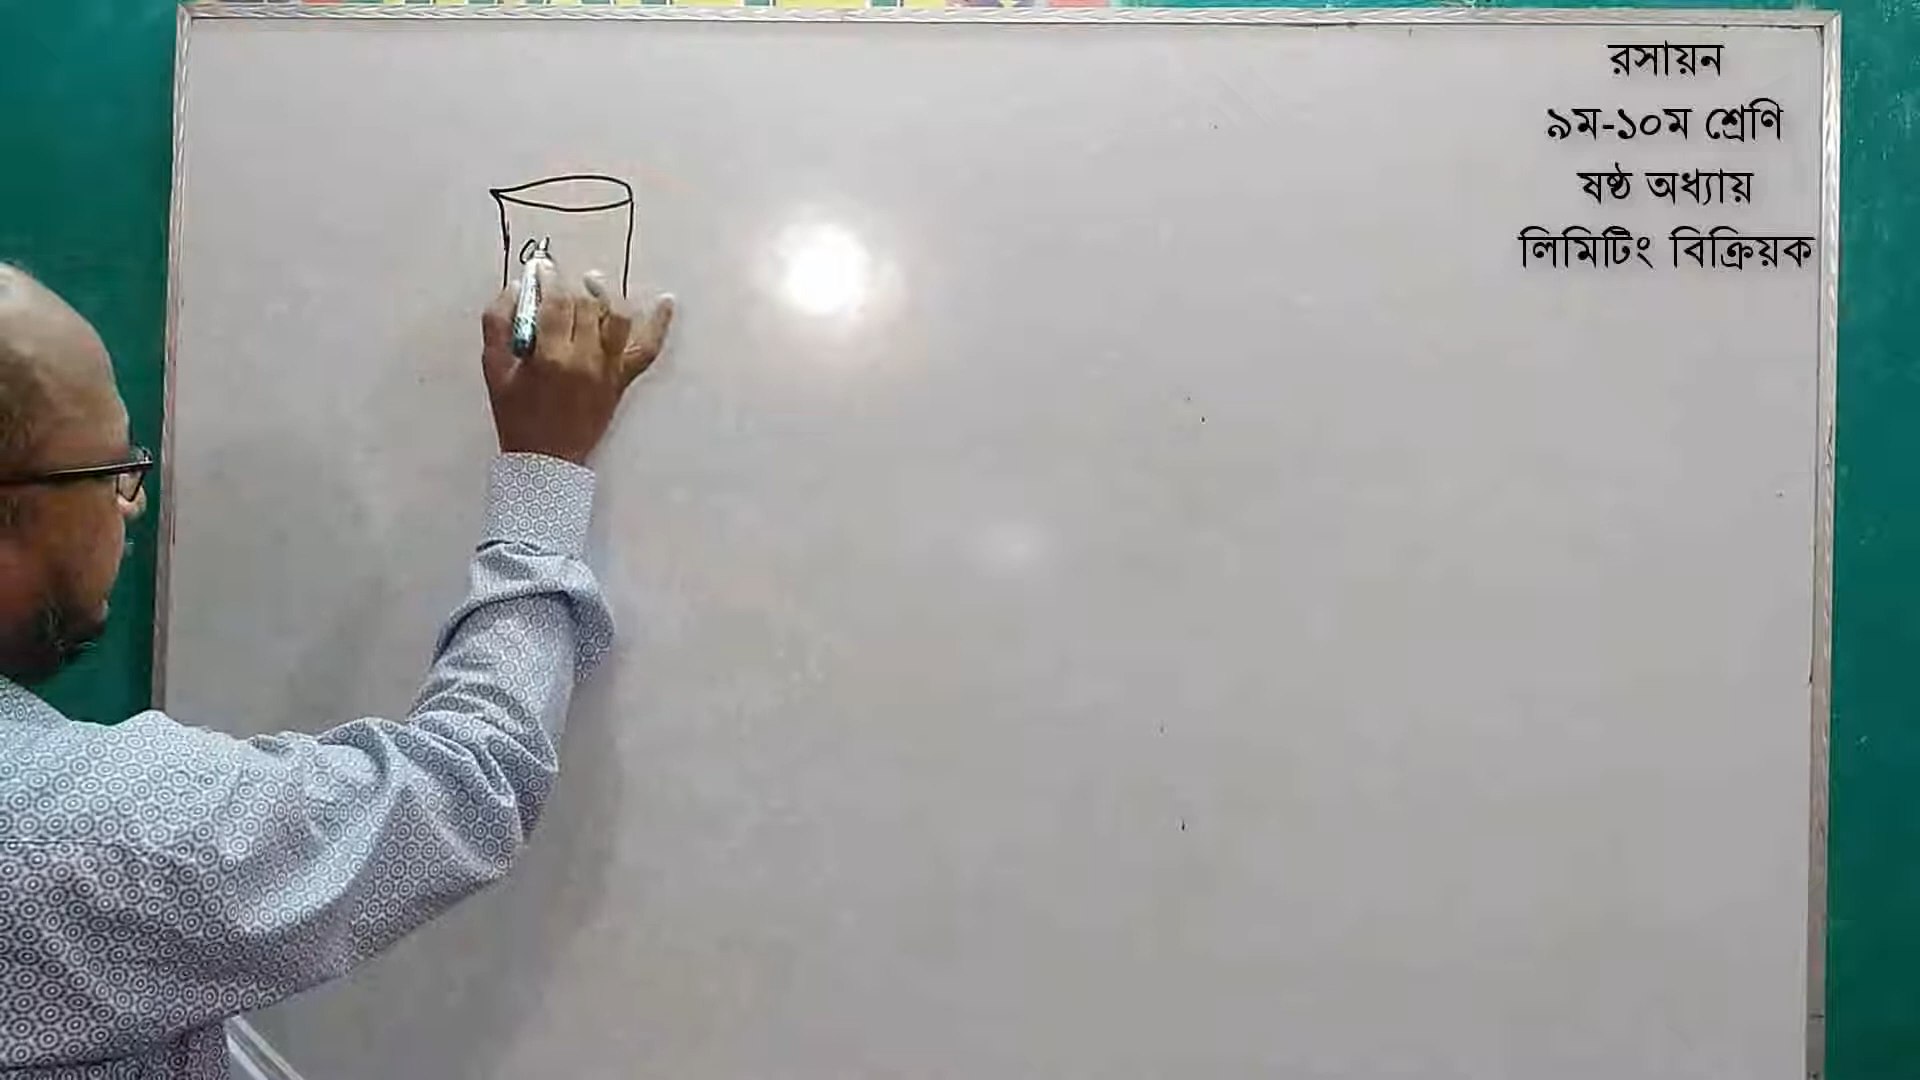 রসায়ন
৯ম-১০ম শ্রেণি
ষষ্ঠ অধ্যায়
লিমিটিং বিক্রিয়ক